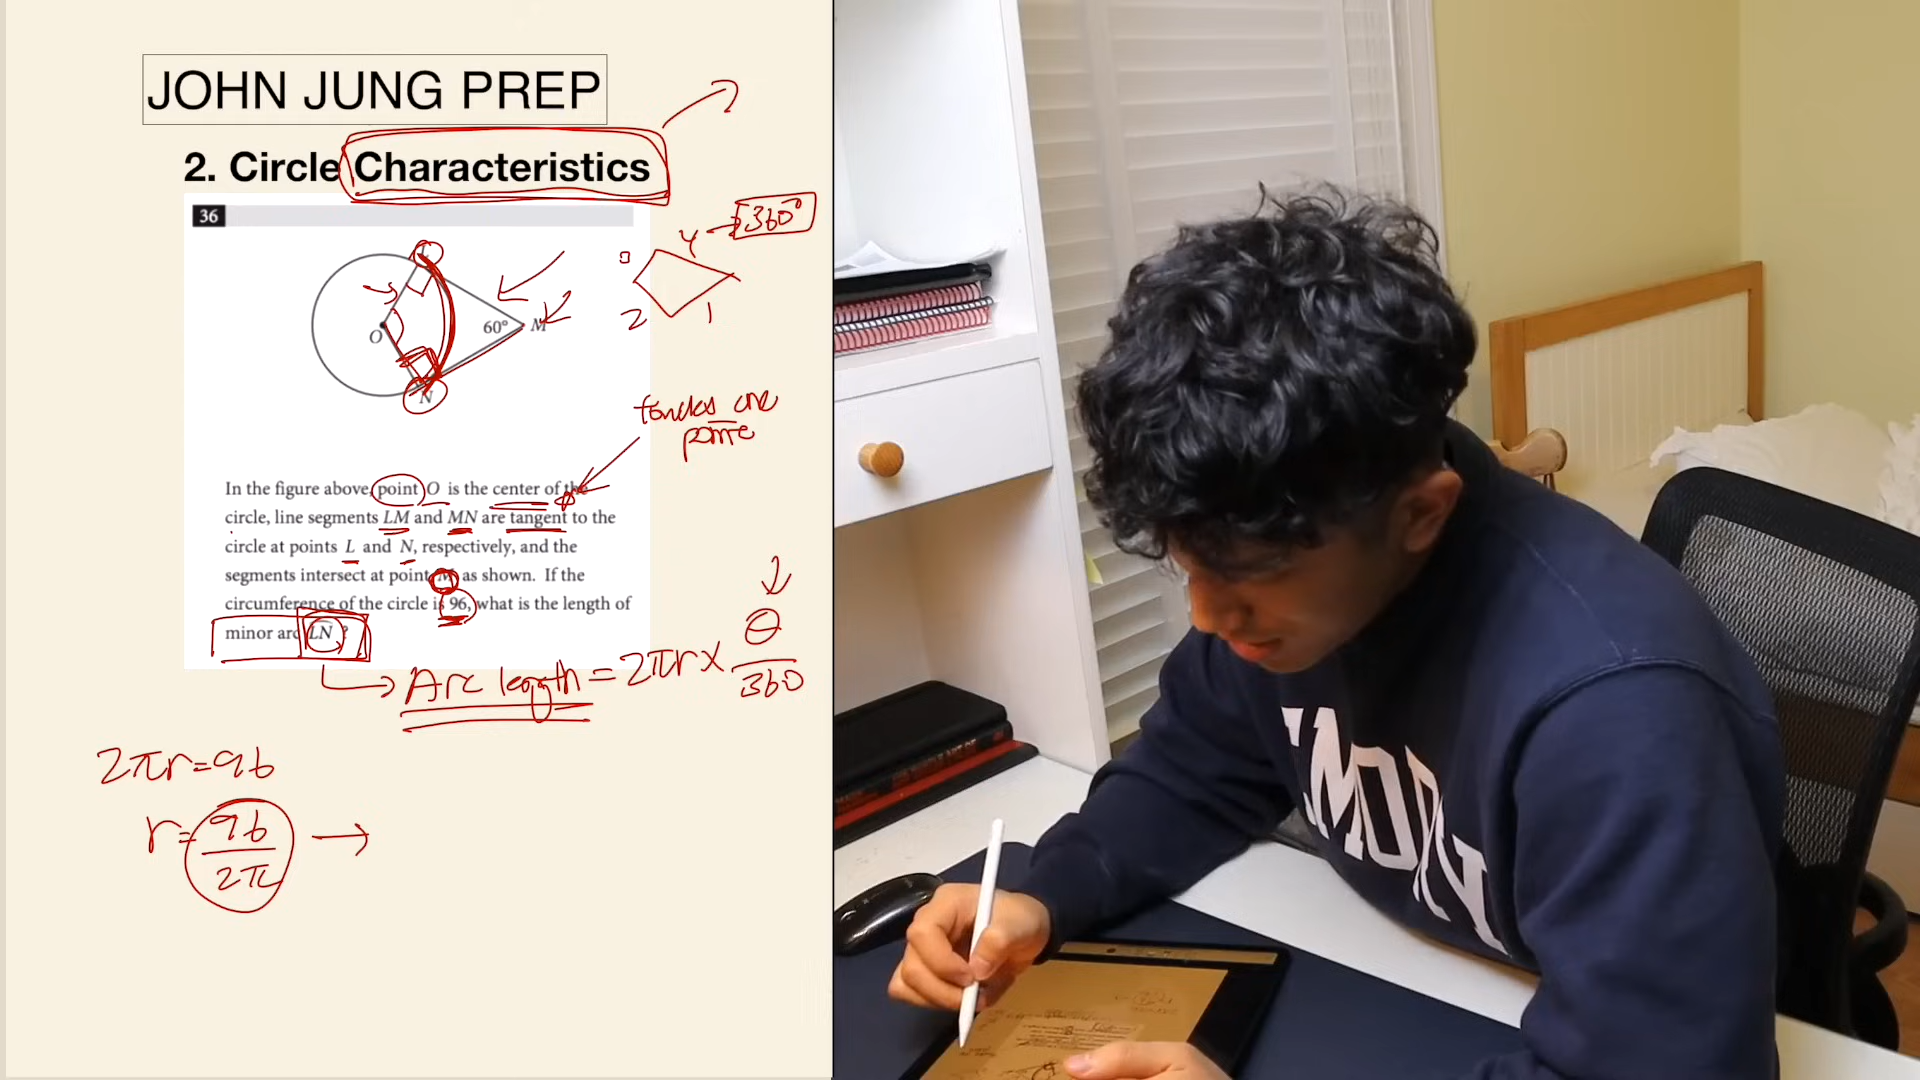 JOHN JUNG PREP
2. Circle Characteristics
36
360°
4
2
1
L
O
60°
M
N
touches one
point
In the figure above, point O is the center of the
circle, line segments LM and MN are tangent to the
circle at points L and N, respectively, and the
segments intersect at point M as shown. If the
circumference of the circle is 96, what is the length of
minor arc LN ?
Arc length = 2πr × θ/360
2πr=96
r=96/2π →
EMORY